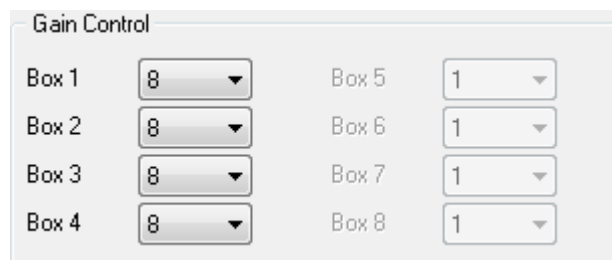 Gain Control
Box 1 8 Box 5 1
Box 2 8 Box 6 1
Box 3 8 Box 7 1
Box 4 8 Box 8 1